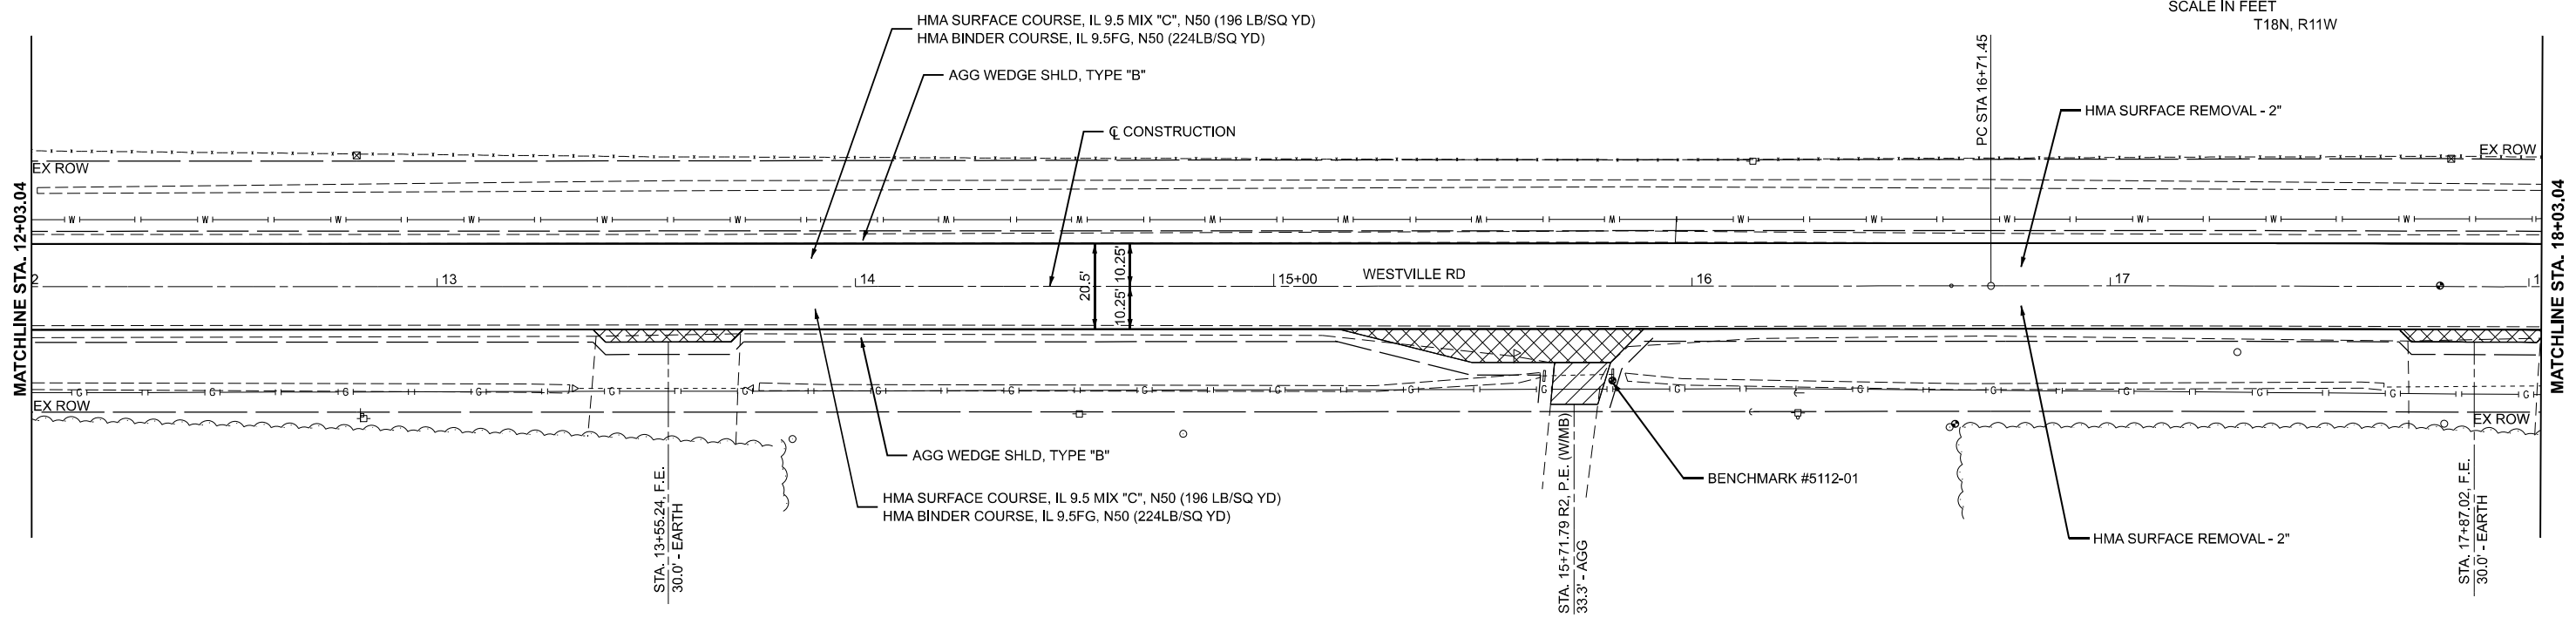 SCALE IN FEET
T18N, R11W
HMA SURFACE COURSE, IL 9.5 MIX "C", N50 (196 LB/SQ YD)
HMA BINDER COURSE, IL 9.5FG, N50 (224LB/SQ YD)
AGG WEDGE SHLD, TYPE "B"
℄ CONSTRUCTION
PC STA 16+71.45
HMA SURFACE REMOVAL - 2"
EX ROW
EX ROW
MATCHLINE STA. 12+03.04
MATCHLINE STA. 18+03.04
W W W W W W W W W W W W W W W W W W W
2
13
14
20.5'
10.25'
10.25'
15+00
WESTVILLE RD
16
17
1
G G G G G G G G G G G G G G G G
EX ROW
EX ROW
AGG WEDGE SHLD, TYPE "B"
HMA SURFACE COURSE, IL 9.5 MIX "C", N50 (196 LB/SQ YD)
HMA BINDER COURSE, IL 9.5FG, N50 (224LB/SQ YD)
BENCHMARK #5112-01
HMA SURFACE REMOVAL - 2"
STA. 13+55.24, F.E.
30.0' - EARTH
STA. 15+71.79 R2, P.E. (W/MB)
33.3' - AGG
STA. 17+87.02, F.E.
30.0' - EARTH